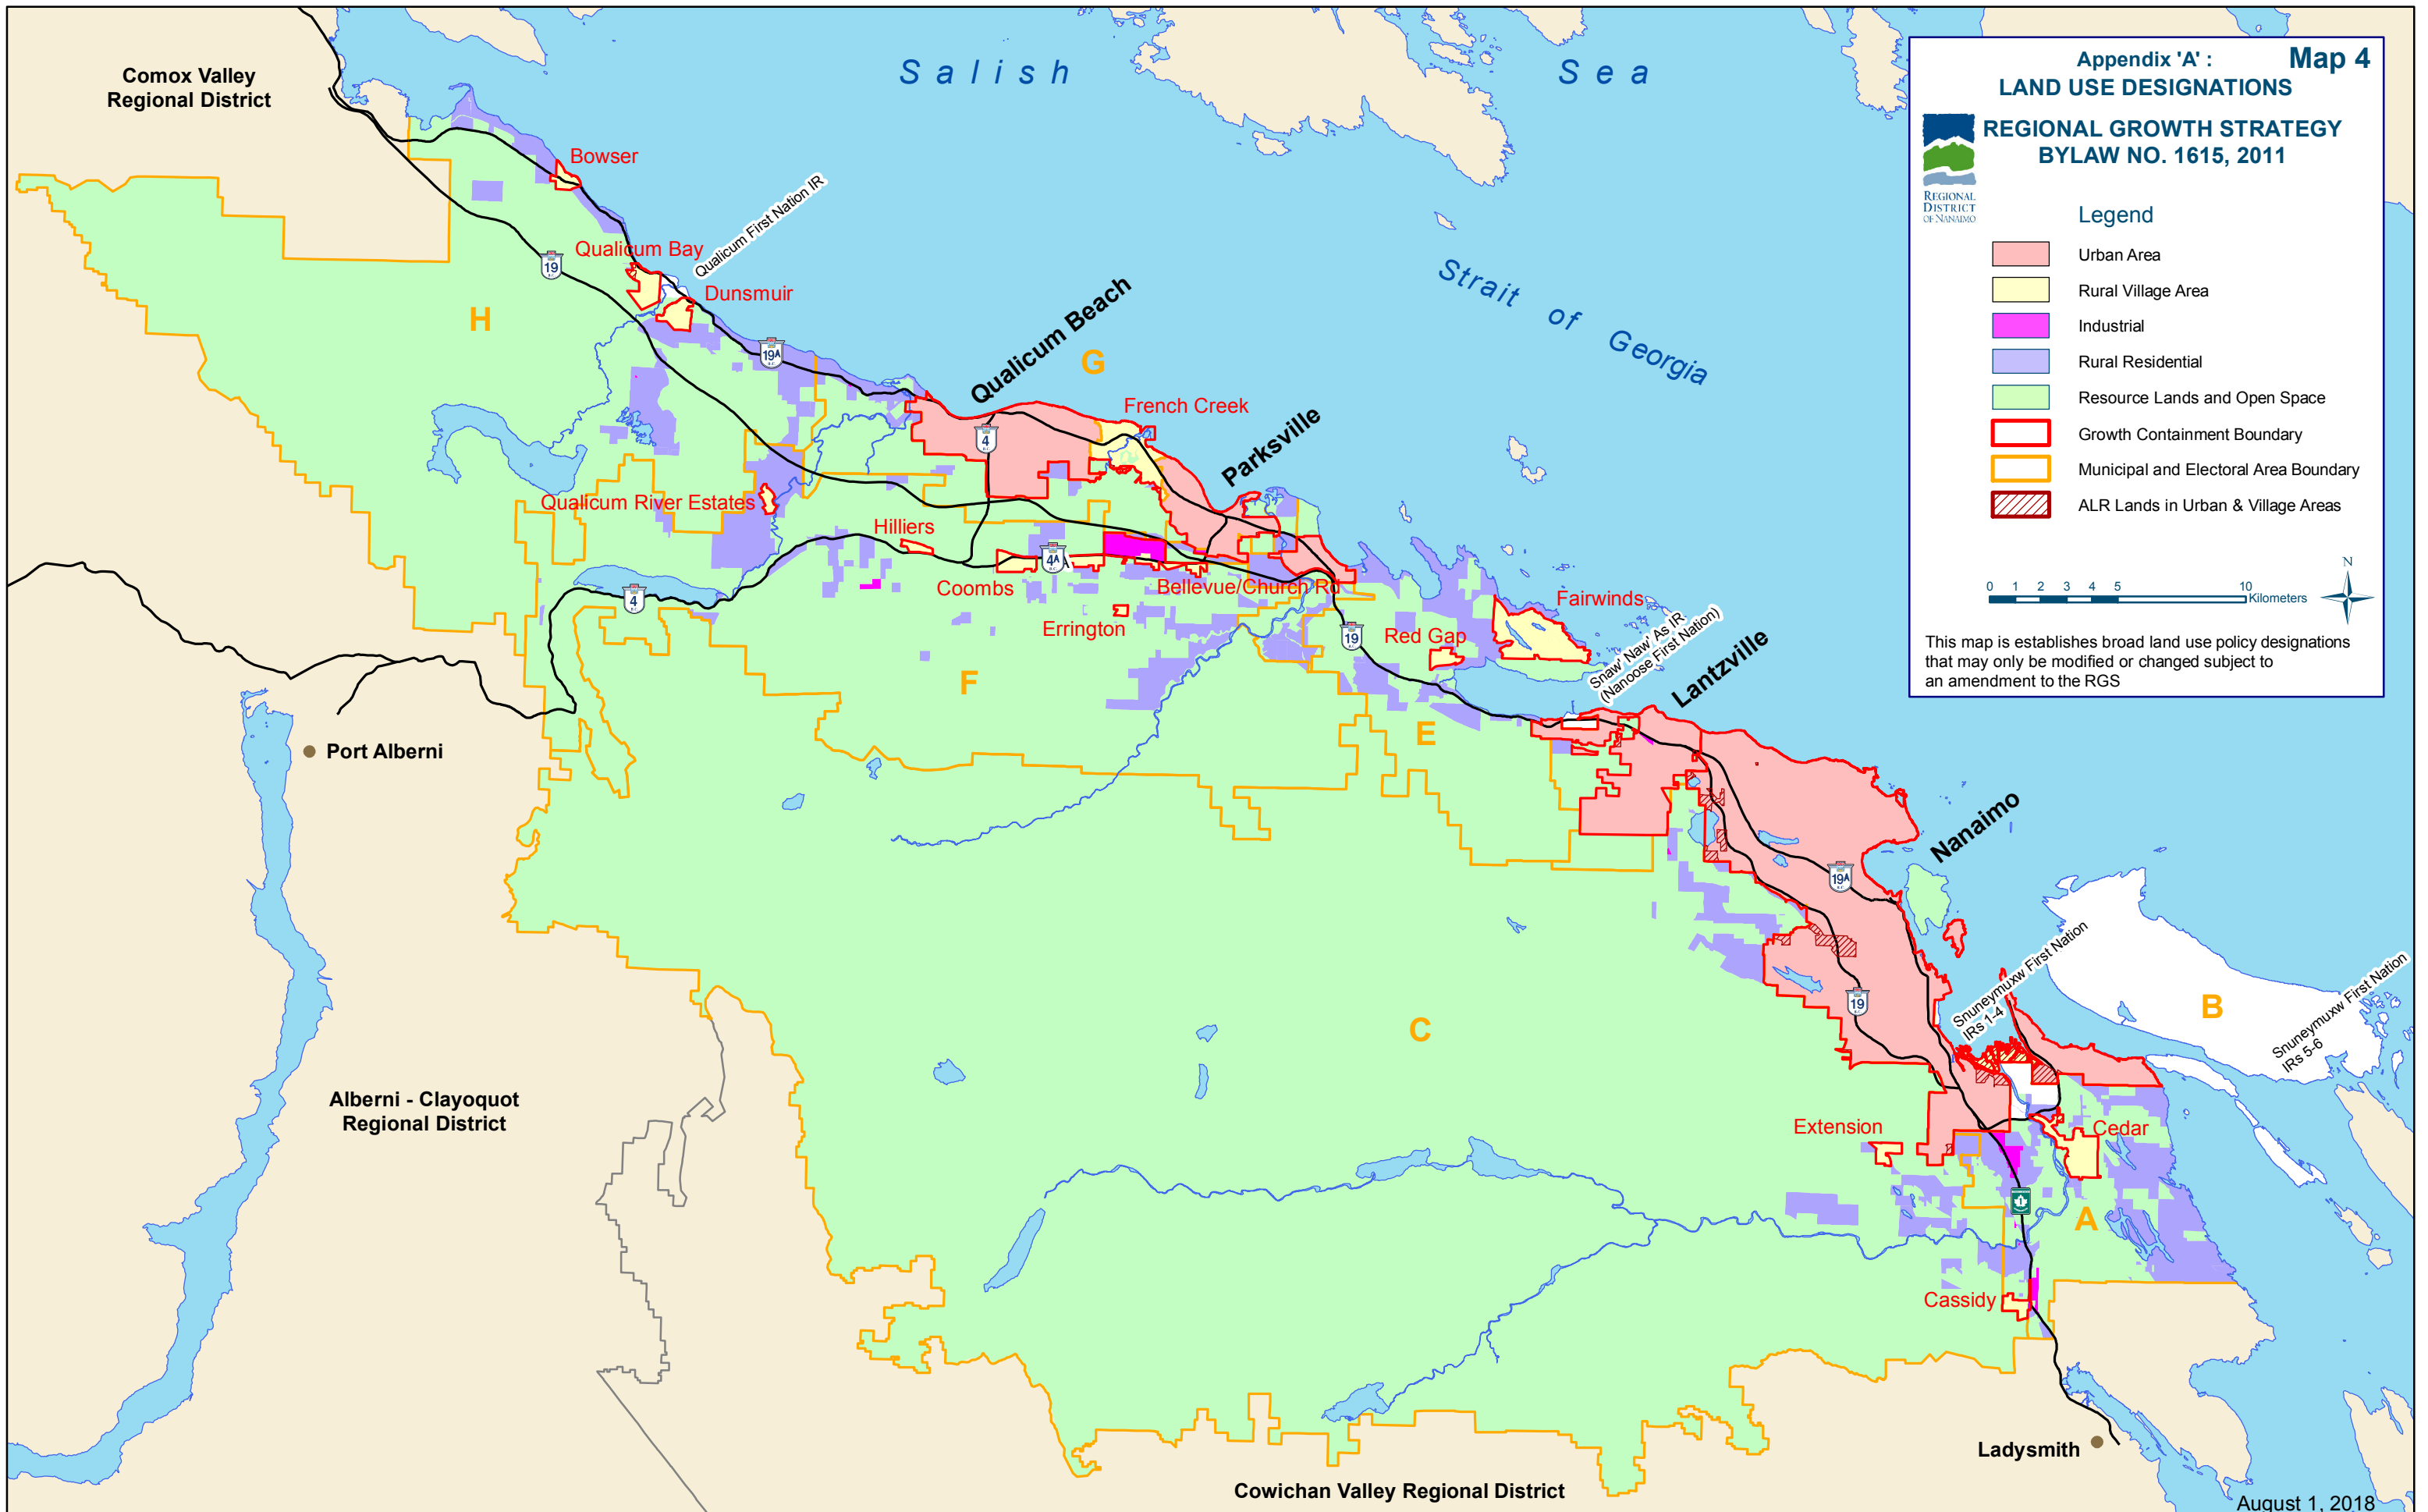 Appendix 'A' :
Map 4
LAND USE DESIGNATIONS
REGIONAL GROWTH STRATEGY
BYLAW NO. 1615, 2011
REGIONAL
DISTRICT
OF NANAIMO
Legend
Urban Area
Rural Village Area
Industrial
Rural Residential
Resource Lands and Open Space
Growth Containment Boundary
Municipal and Electoral Area Boundary
ALR Lands in Urban & Village Areas
N
0 1 2 3 4 5 10
Kilometers
This map is establishes broad land use policy designations
that may only be modified or changed subject to
an amendment to the RGS
Salish Sea
Strait of Georgia
Comox Valley
Regional District
Bowser
Qualicum First Nation IR
Qualicum Bay
19
Dunsmuir
H
19A
Qualicum Beach
G
French Creek
4
Parksville
Qualicum River Estates
Hilliers
4A
A
Coombs
Bellevue/Church Rd
4
Errington
Fairwinds
19
Red Gap
Snaw' Naw' As IR
(Nanoose First Nation)
Lantzville
F
E
Port Alberni
Nanaimo
19A
Snuneymuxw First Nation
IRs 1-4
19
B
Snuneymuxw First Nation
IRs 5-6
C
Alberni - Clayoquot
Regional District
Extension
Cedar
1
A
Cassidy
Ladysmith
Cowichan Valley Regional District
August 1, 2018